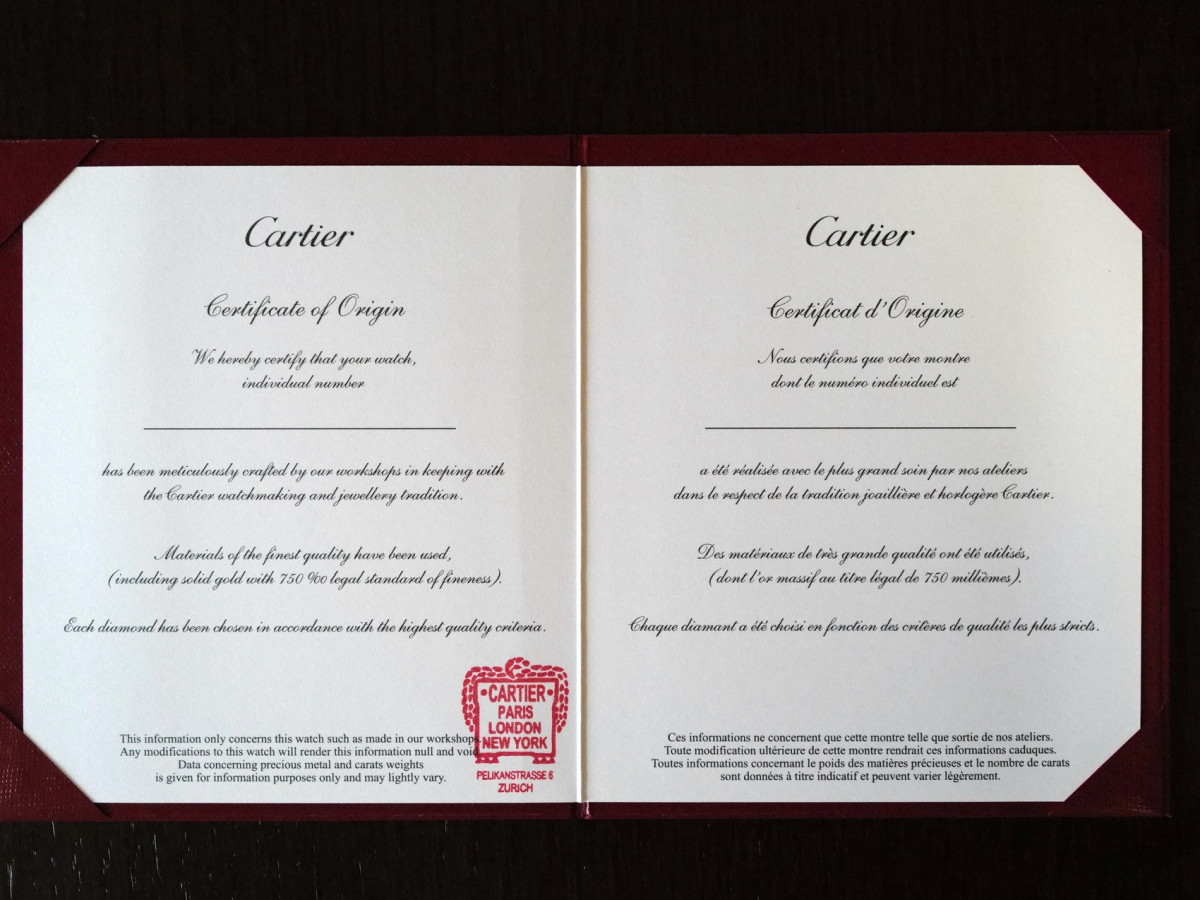 Cartier
Certificate of Origin
We hereby certify that your watch,
individual number
has been meticulously crafted by our workshops in keeping with
the Cartier watchmaking and jewellery tradition.
Materials of the finest quality have been used,
(including solid gold with 750 ‰ legal standard of fineness).
Each diamond has been chosen in accordance with the highest quality criteria.
This information only concerns this watch such as made in our workshops
Any modifications to this watch will render this information null and void
Data concerning precious metal and carats weights
is given for information purposes only and may lightly vary.
CARTIER
PARIS
LONDON
NEW YORK
PELIKANSTRASSE 6
ZURICH
Cartier
Certificat d'Origine
Nous certifions que votre montre
dont le numéro individuel est
a été réalisée avec le plus grand soin par nos ateliers
dans le respect de la tradition joaillière et horlogère Cartier.
Des matériaux de très grande qualité ont été utilisés,
(dont l'or massif au titre légal de 750 millièmes).
Chaque diamant a été choisi en fonction des critères de qualité les plus stricts.
Ces informations ne concernent que cette montre telle que sortie de nos ateliers.
Toute modification ultérieure de cette montre rendrait ces informations caduques.
Toutes informations concernant le poids des matières précieuses et le nombre de carats
sont données à titre indicatif et peuvent varier légèrement.